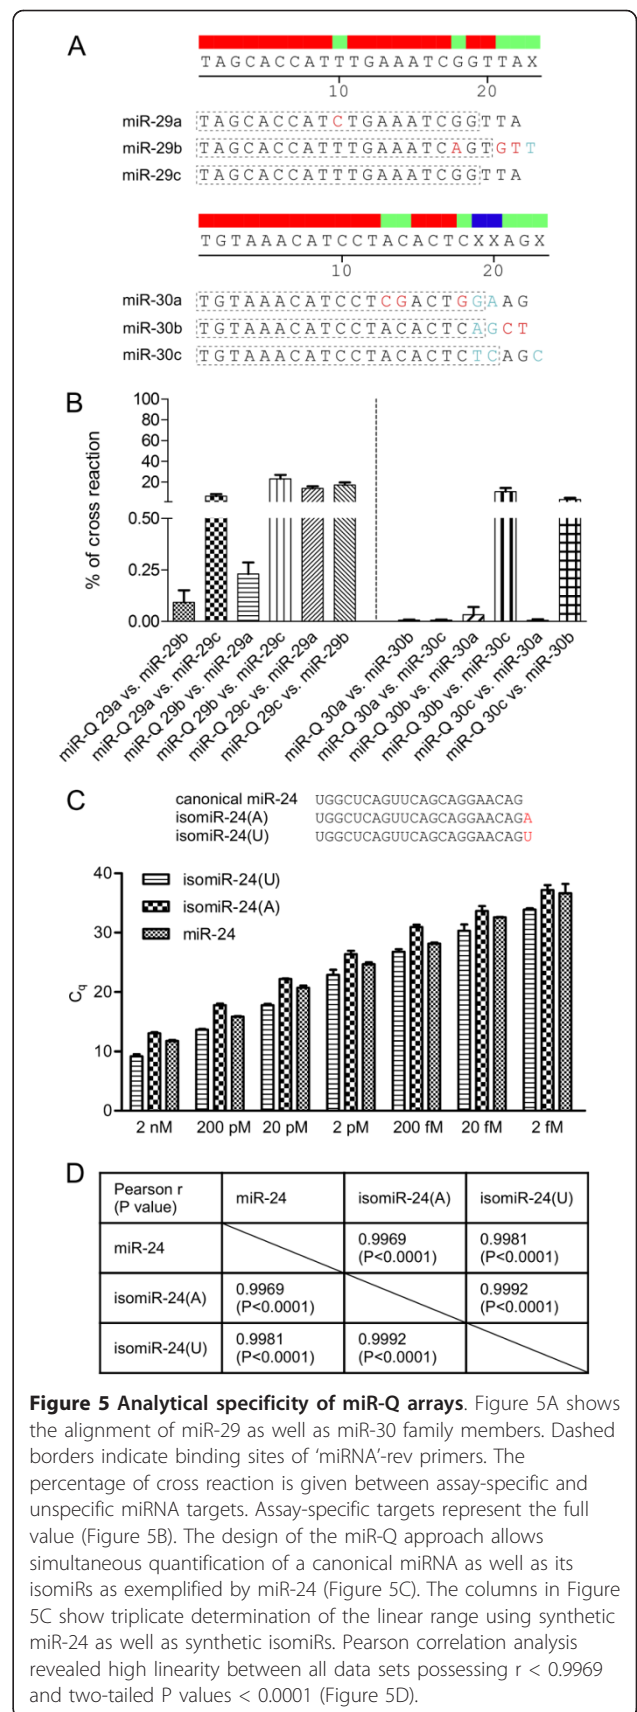 A
TAGCACCATTTGAAATCGGTTAX
10 20
miR-29a TAGCACCATCTGAAATCGGTTA
miR-29b TAGCACCATTTGAAATCAGTGTT
miR-29c TAGCACCATTTGAAATCGGTTA
TGTAAACATCCTACACTCXXAGX
10 20
miR-30a TGTAAACATCCTCGACTGGAAG
miR-30b TGTAAACATCCTACACTCAGCT
miR-30c TGTAAACATCCTACACTCTCAGC
B
% of cross reaction
100
80
60
40
20
0.50
0.25
0.00
miR-Q 29a vs. miR-29b
miR-Q 29a vs. miR-29c
miR-Q 29b vs. miR-29a
miR-Q 29b vs. miR-29c
miR-Q 29c vs. miR-29a
miR-Q 29c vs. miR-29b
miR-Q 30a vs. miR-30b
miR-Q 30a vs. miR-30c
miR-Q 30b vs. miR-30a
miR-Q 30b vs. miR-30c
miR-Q 30c vs. miR-30a
miR-Q 30c vs. miR-30b
C
canonical miR-24 UGGCUCAGUUCAGCAGGAACAG
isomiR-24(A) UGGCUCAGUUCAGCAGGAACAGA
isomiR-24(U) UGGCUCAGUUCAGCAGGAACAGU
isomiR-24(U)
isomiR-24(A)
miR-24
Cq
40
30
20
10
0
2 nM 200 pM 20 pM 2 pM 200 fM 20 fM 2 fM
D
Pearson r (P value) miR-24 isomiR-24(A) isomiR-24(U)
miR-24 0.9969 (P<0.0001) 0.9981 (P<0.0001)
isomiR-24(A) 0.9969 (P<0.0001) 0.9992 (P<0.0001)
isomiR-24(U) 0.9981 (P<0.0001) 0.9992 (P<0.0001)
Figure 5 Analytical specificity of miR-Q arrays. Figure 5A shows
the alignment of miR-29 as well as miR-30 family members. Dashed
borders indicate binding sites of 'miRNA'-rev primers. The
percentage of cross reaction is given between assay-specific and
unspecific miRNA targets. Assay-specific targets represent the full
value (Figure 5B). The design of the miR-Q approach allows
simultaneous quantification of a canonical miRNA as well as its
isomiRs as exemplified by miR-24 (Figure 5C). The columns in Figure
5C show triplicate determination of the linear range using synthetic
miR-24 as well as synthetic isomiRs. Pearson correlation analysis
revealed high linearity between all data sets possessing r < 0.9969
and two-tailed P values < 0.0001 (Figure 5D).